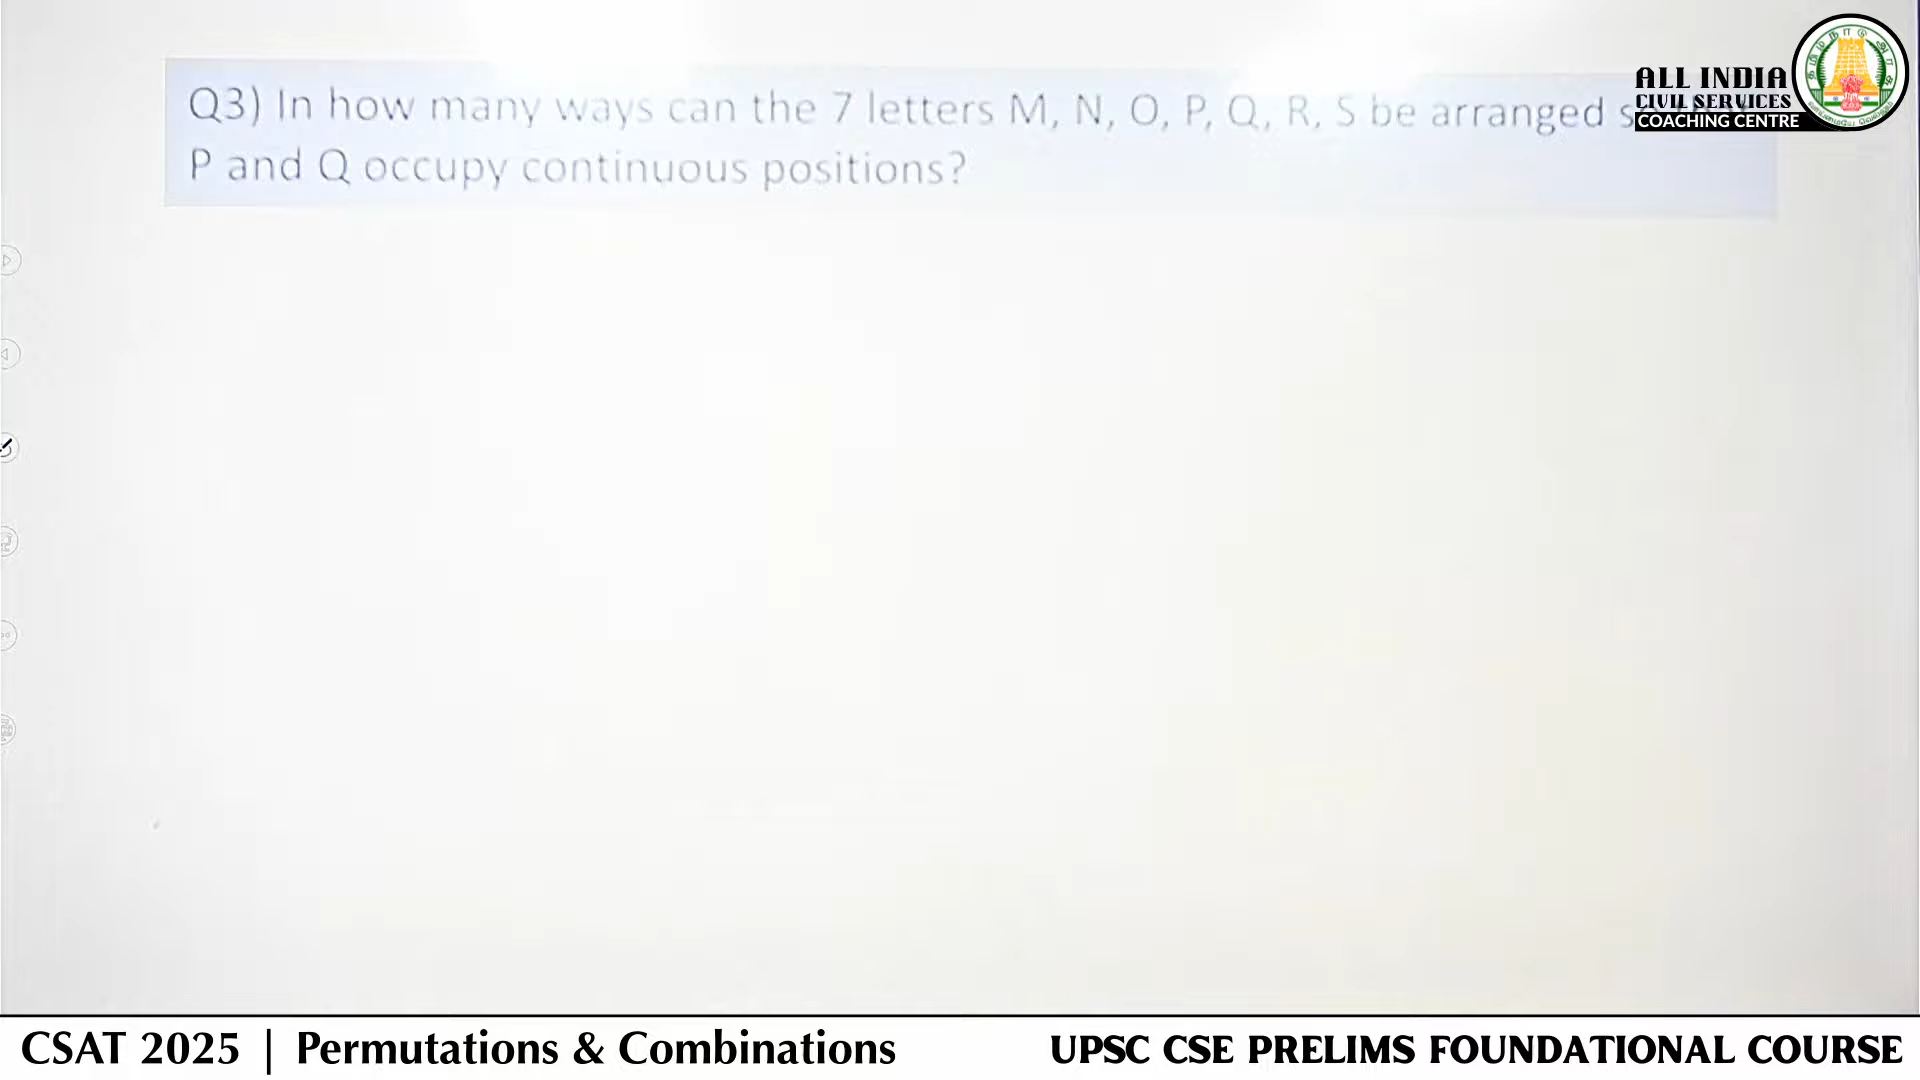 Q3) In how many ways can the 7 letters M, N, O, P, Q, R, S be arranged
P and Q occupy continuous positions?
ALL INDIA
CIVIL SERVICES
COACHING CENTRE
CSAT 2025 | Permutations & Combinations
UPSC CSE PRELIMS FOUNDATIONAL COURSE